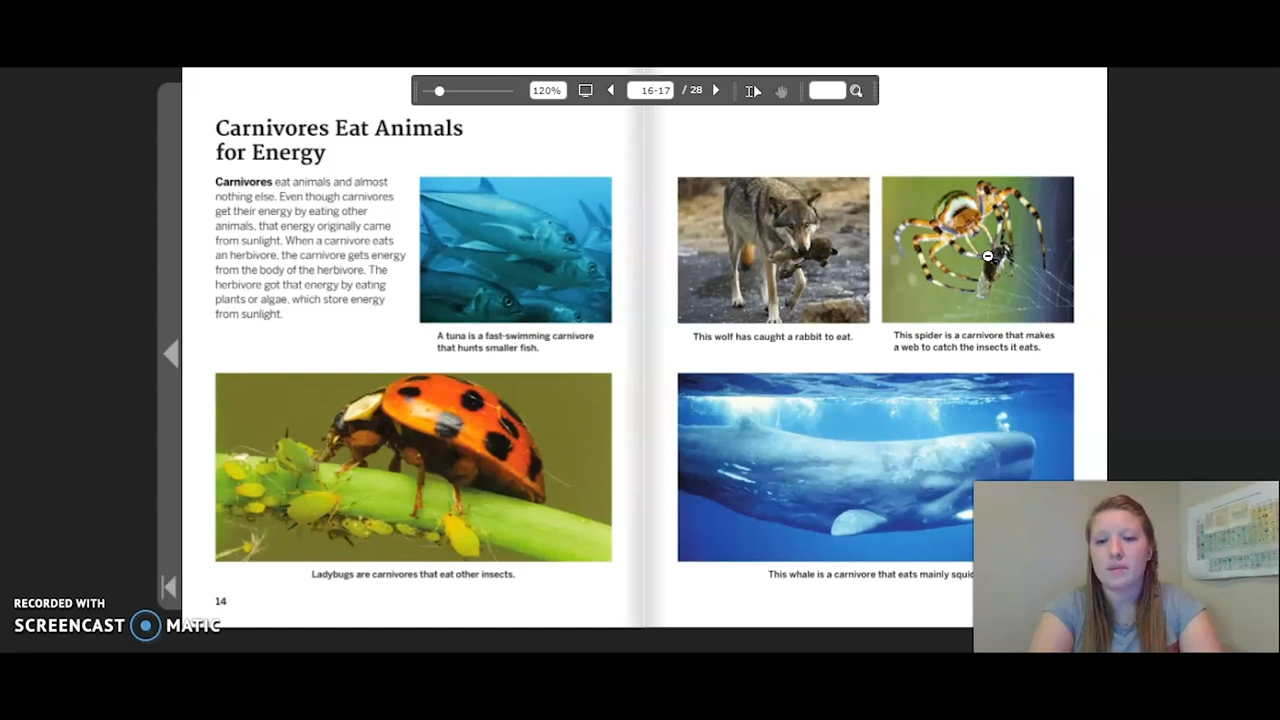 120%
16-17
/ 28
Carnivores Eat Animals
for Energy
Carnivores eat animals and almost
nothing else. Even though carnivores
get their energy by eating other
animals, that energy originally came
from sunlight. When a carnivore eats
an herbivore, the carnivore gets energy
from the body of the herbivore. The
herbivore got that energy by eating
plants or algae, which store energy
from sunlight.
A tuna is a fast-swimming carnivore
that hunts smaller fish.
Ladybugs are carnivores that eat other insects.
14
This wolf has caught a rabbit to eat.
This spider is a carnivore that makes
a web to catch the insects it eats.
This whale is a carnivore that eats mainly squid
RECORDED WITH
SCREENCAST MATIC